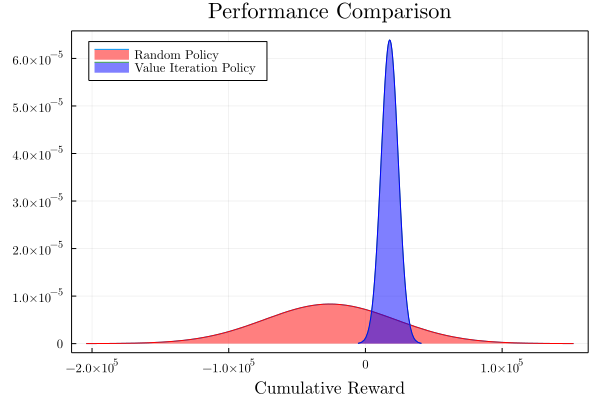 Performance Comparison
Random Policy
Value Iteration Policy
6.0×10⁻⁵
5.0×10⁻⁵
4.0×10⁻⁵
3.0×10⁻⁵
2.0×10⁻⁵
1.0×10⁻⁵
0
−2.0×10⁵ −1.0×10⁵ 0 1.0×10⁵
Cumulative Reward